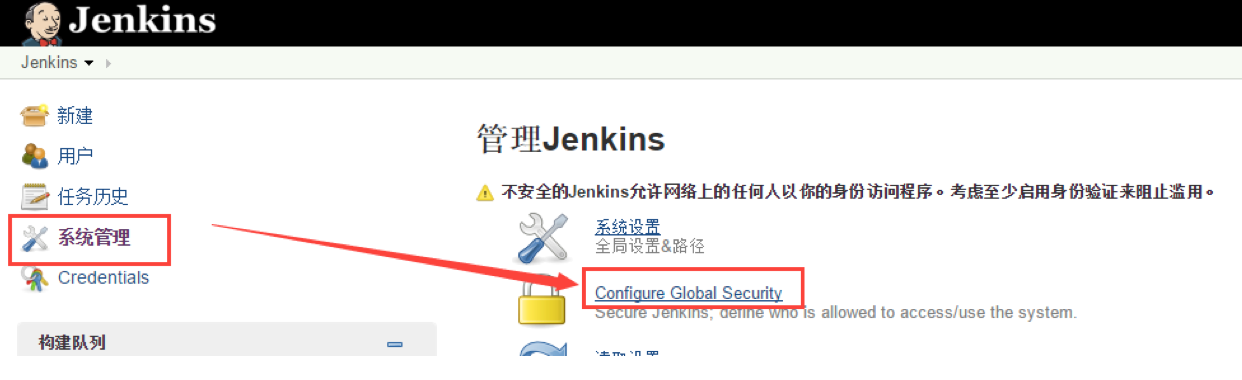 Jenkins
Jenkins
新建
用户
任务历史
系统管理
Credentials
构建队列
管理Jenkins
不安全的Jenkins允许网络上的任何人以你的身份访问程序。考虑至少启用身份验证来阻止滥用。
系统设置
全局设置&路径
Configure Global Security
Secure Jenkins; define who is allowed to access/use the system.
读取设置